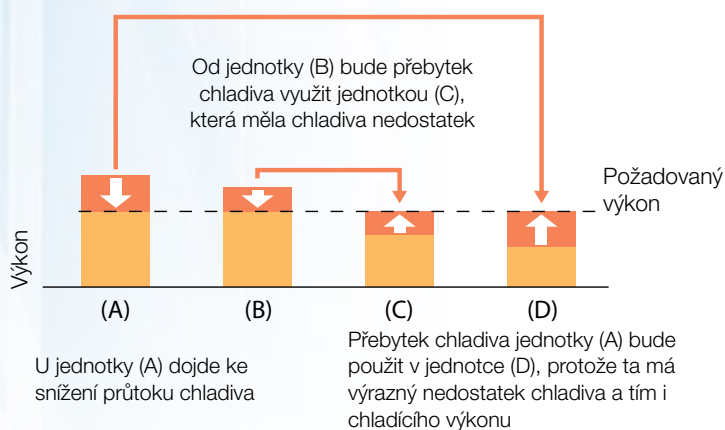 Od jednotky (B) bude přebytek
chladiva využit jednotkou (C),
která měla chladiva nedostatek
Požadovaný
výkon
Výkon
(A)
(B)
(C)
(D)
U jednotky (A) dojde ke
snížení průtoku chladiva
Přebytek chladiva jednotky (A) bude
použit v jednotce (D), protože ta má
výrazný nedostatek chladiva a tím i
chladícího výkonu